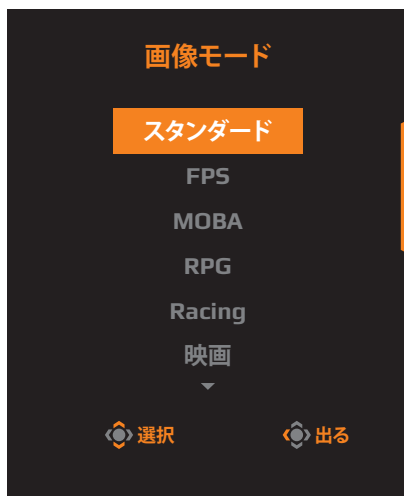 画像モード
スタンダード
FPS
MOBA
RPG
Racing
映画
選択 出る